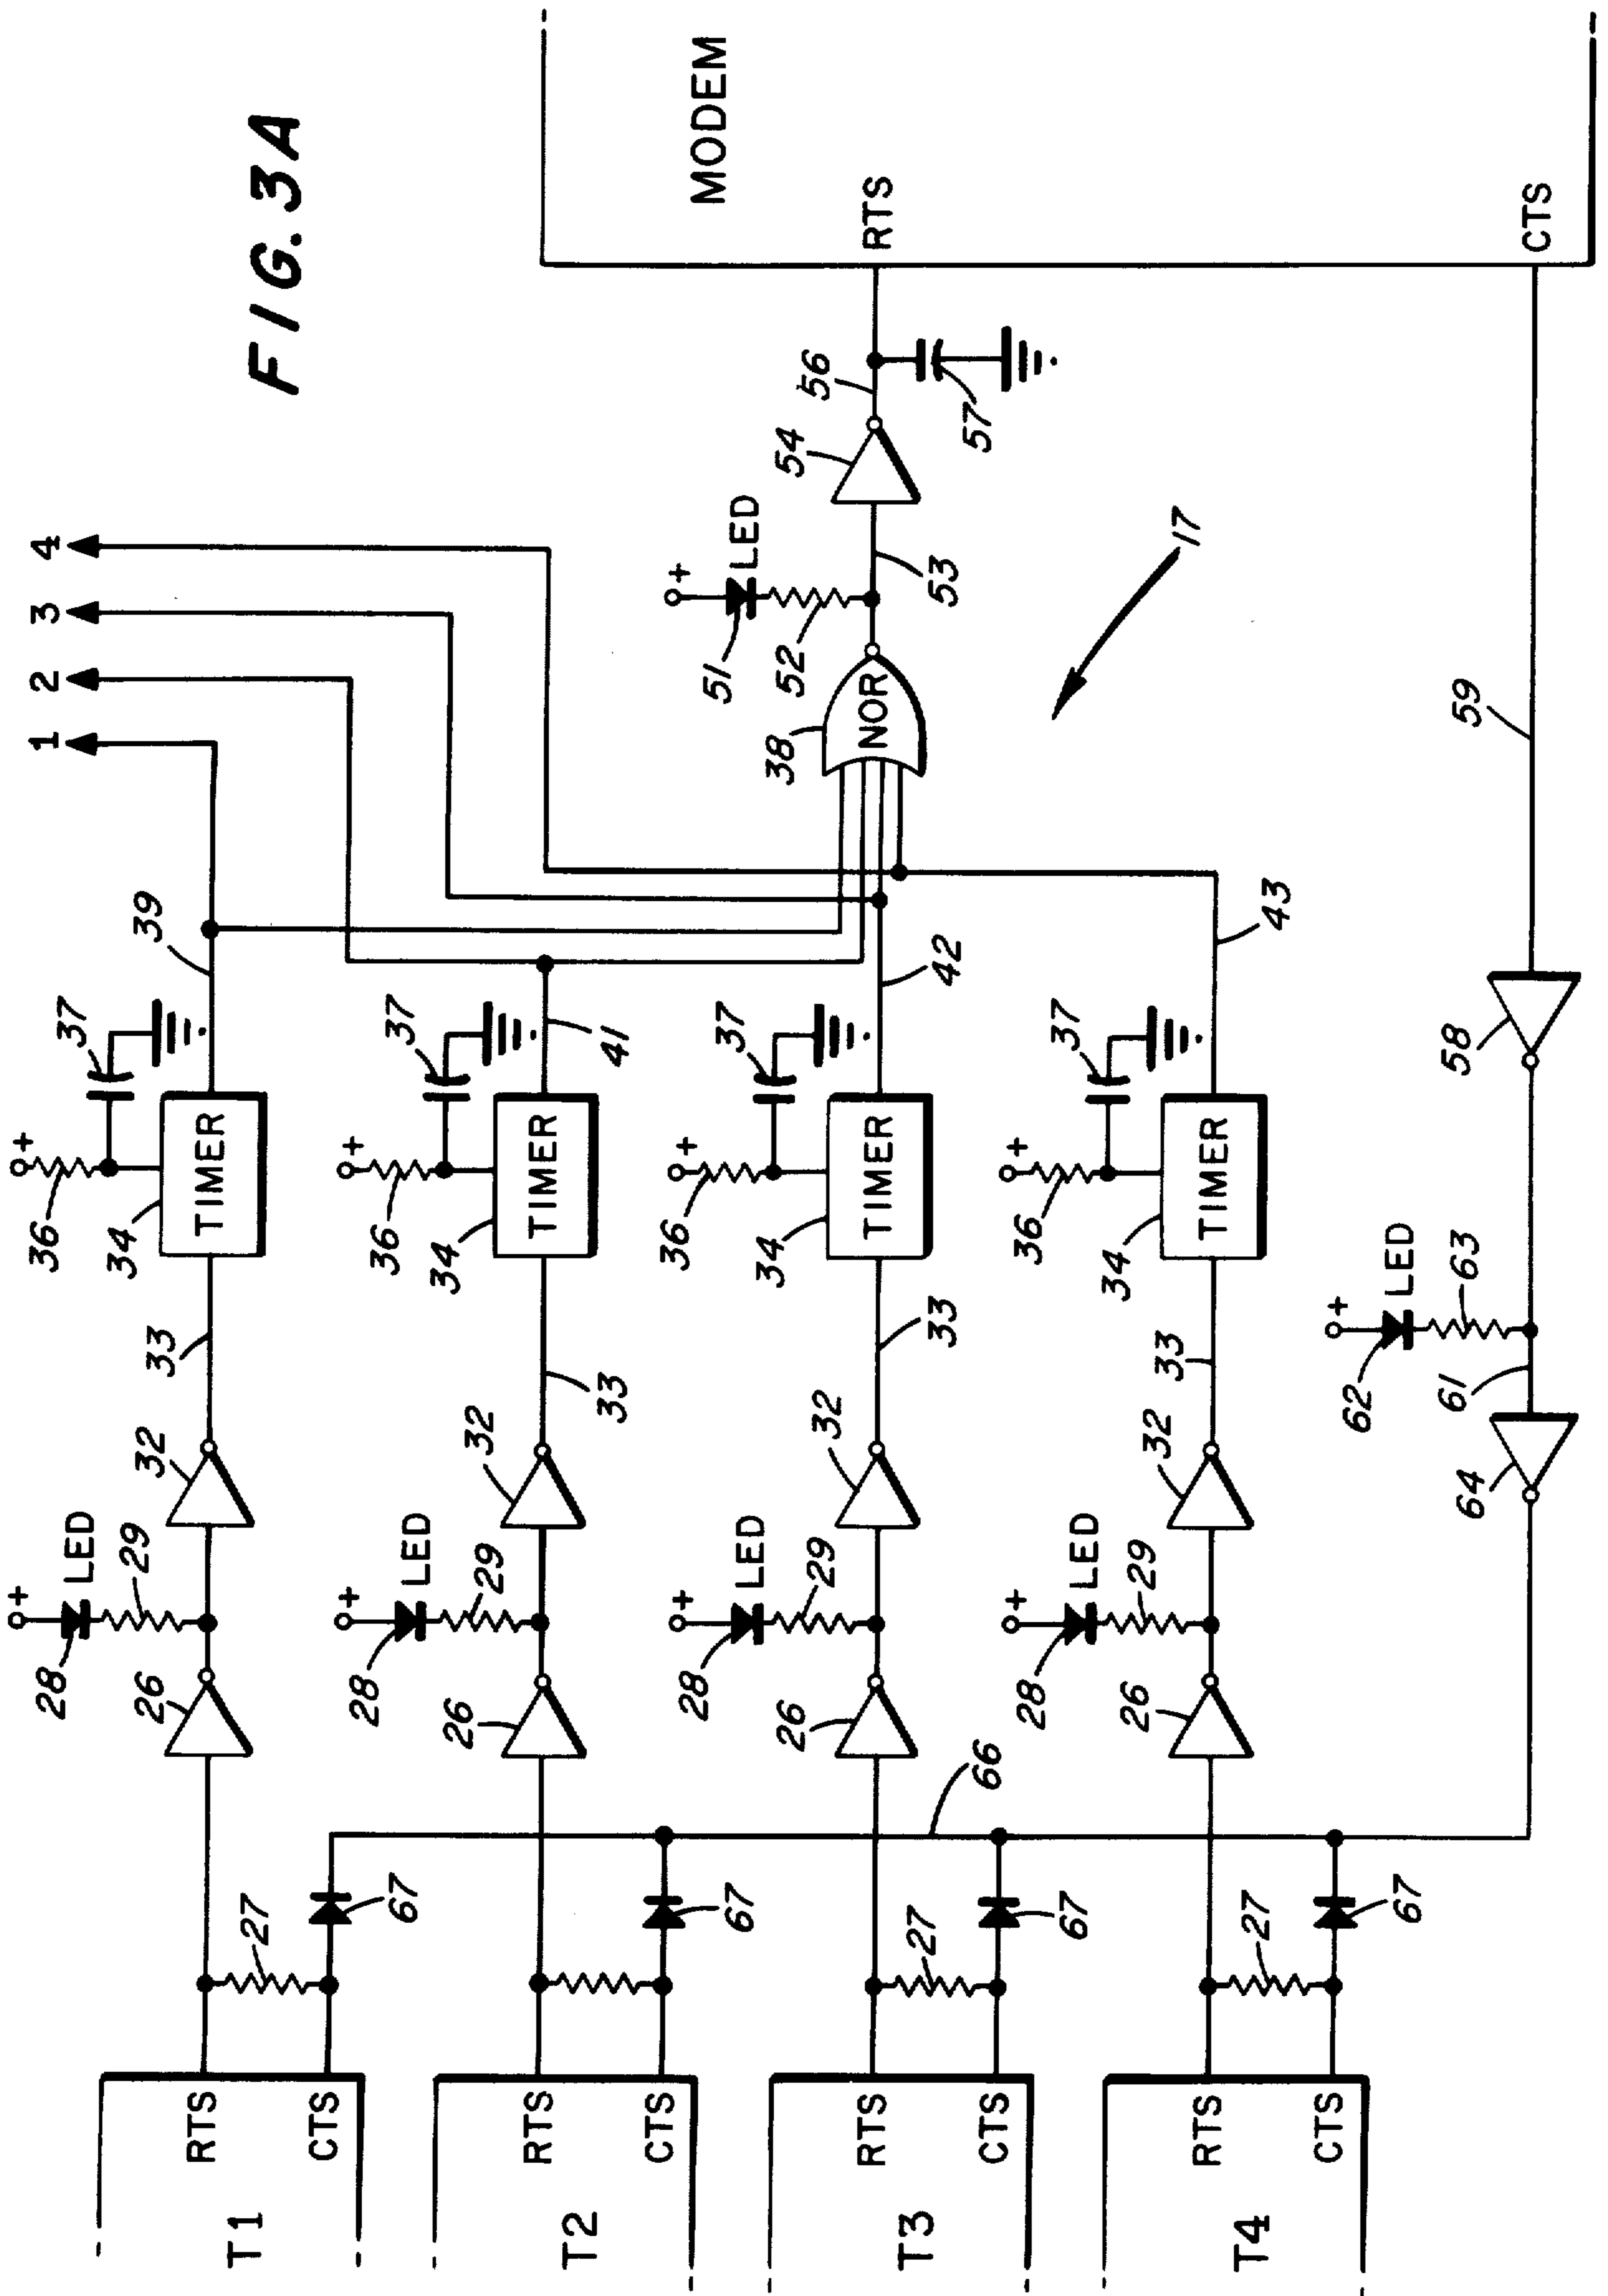 FIG. 3A
1 2 3 4
+ + LED 28 29 26 32 33 36 34 37 TIMER 39
T1 RTS CTS 27 67
+ + LED 28 29 26 32 33 36 34 37 TIMER 41
T2 RTS CTS 67
+ + LED 28 29 26 32 33 36 34 37 TIMER 42
T3 RTS CTS 27 67
+ + LED 28 29 26 32 33 36 34 37 TIMER 43
T4 RTS CTS 27 67
66
38 NOR
+ LED
51 52 53 54 56 57
17
MODEM
RTS
CTS
59
58
+ LED
62 63
61
64